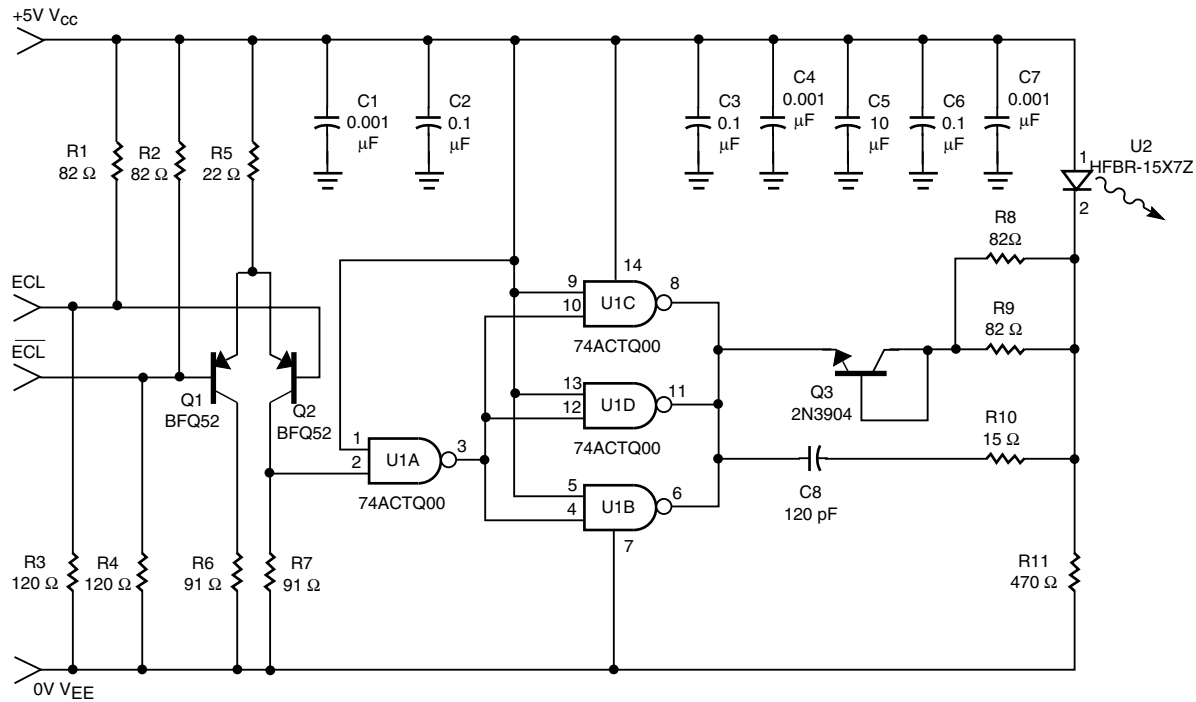 +5V VCC
C1
0.001
µF
C2
0.1
µF
C3
0.1
µF
C4
0.001
µF
C5
10
µF
C6
0.1
µF
C7
0.001
µF
R1
82 Ω
R2
82 Ω
R5
22 Ω
U2
HFBR-15X7Z
1
2
R8
82Ω
ECL
ECL
9
10
14
U1C
8
74ACTQ00
R9
82 Ω
Q1
BFQ52
Q2
BFQ52
13
12
U1D
11
74ACTQ00
Q3
2N3904
R10
15 Ω
1
2
U1A
3
74ACTQ00
5
4
U1B
6
7
C8
120 pF
R3
120 Ω
R4
120 Ω
R6
91 Ω
R7
91 Ω
R11
470 Ω
0V VEE